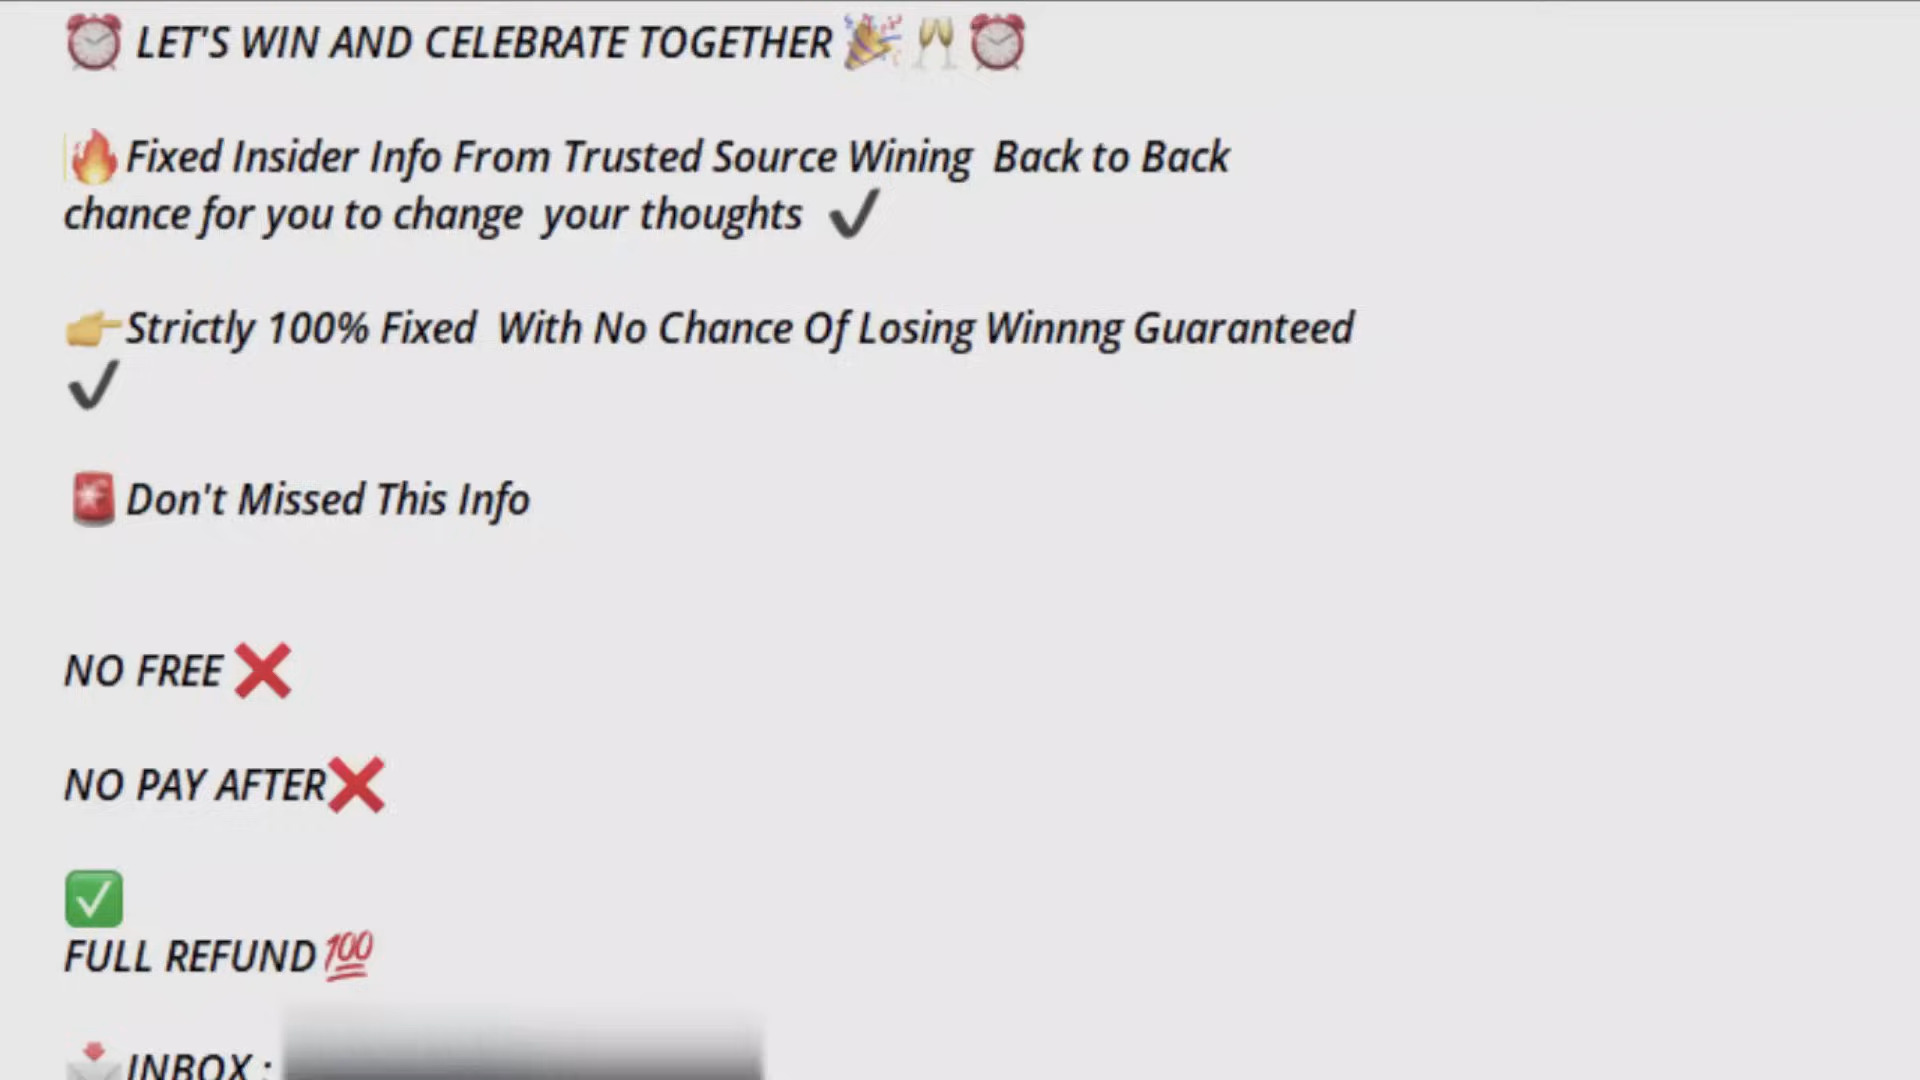 ⏰ LET'S WIN AND CELEBRATE TOGETHER 🎉🥂⏰
🔥Fixed Insider Info From Trusted Source Wining  Back to Back
chance for you to change  your thoughts  ✔️
👉Strictly 100% Fixed  With No Chance Of Losing Winnng Guaranteed
✔️
🚨Don't Missed This Info
NO FREE ❌
NO PAY AFTER❌
✅
FULL REFUND💯
📩INBOX :